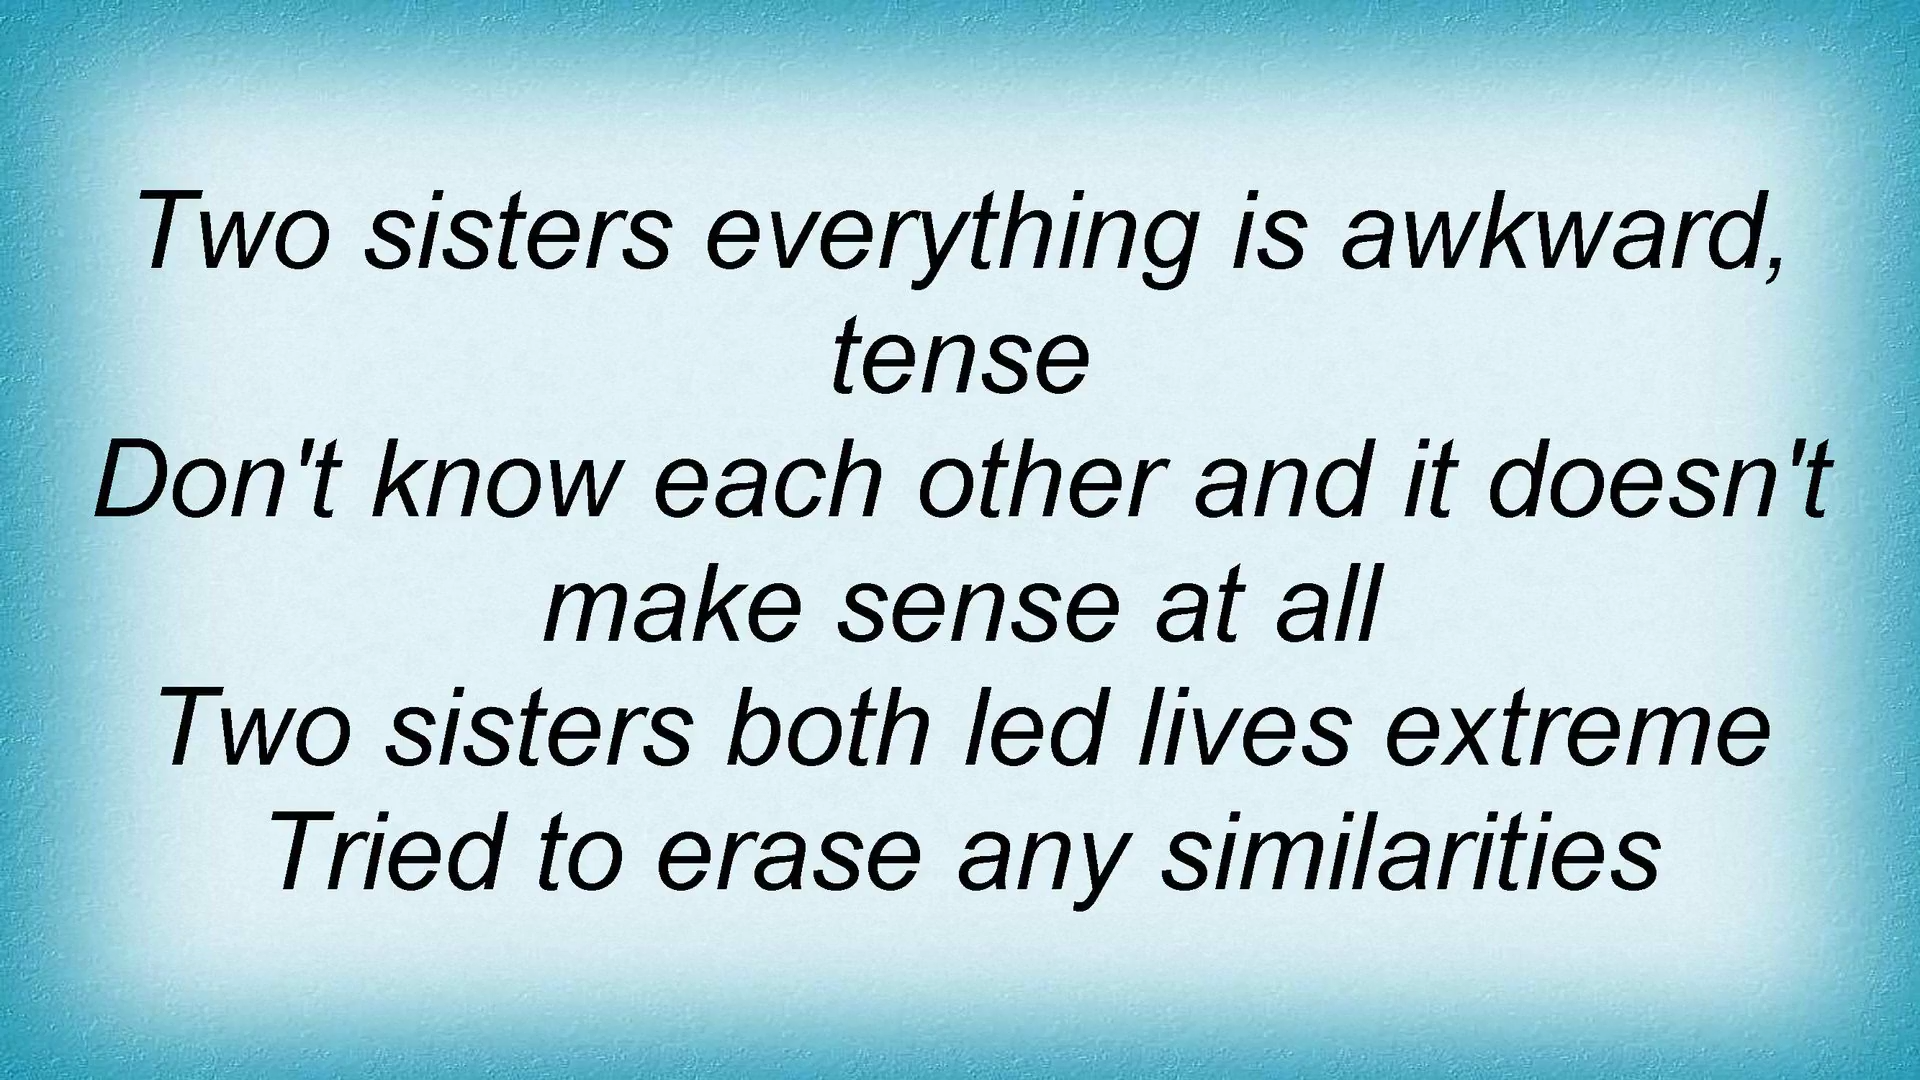 Two sisters everything is awkward,
tense
Don't know each other and it doesn't
make sense at all
Two sisters both led lives extreme
Tried to erase any similarities